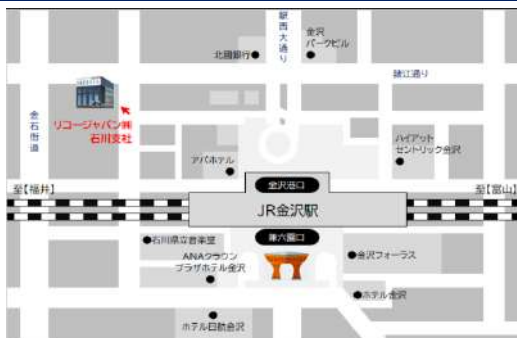 駅西大通り
金沢
パークビル
北國銀行
諸江通り
金石街道
リコージャパン㈱
石川支社
ハイアット
セントリック金沢
アパホテル
至【福井】
金沢港口
至【富山】
JR金沢駅
兼六園口
石川県立音楽堂
ANAクラウン
プラザホテル金沢
金沢フォーラス
ホテル金沢
ホテル日航金沢